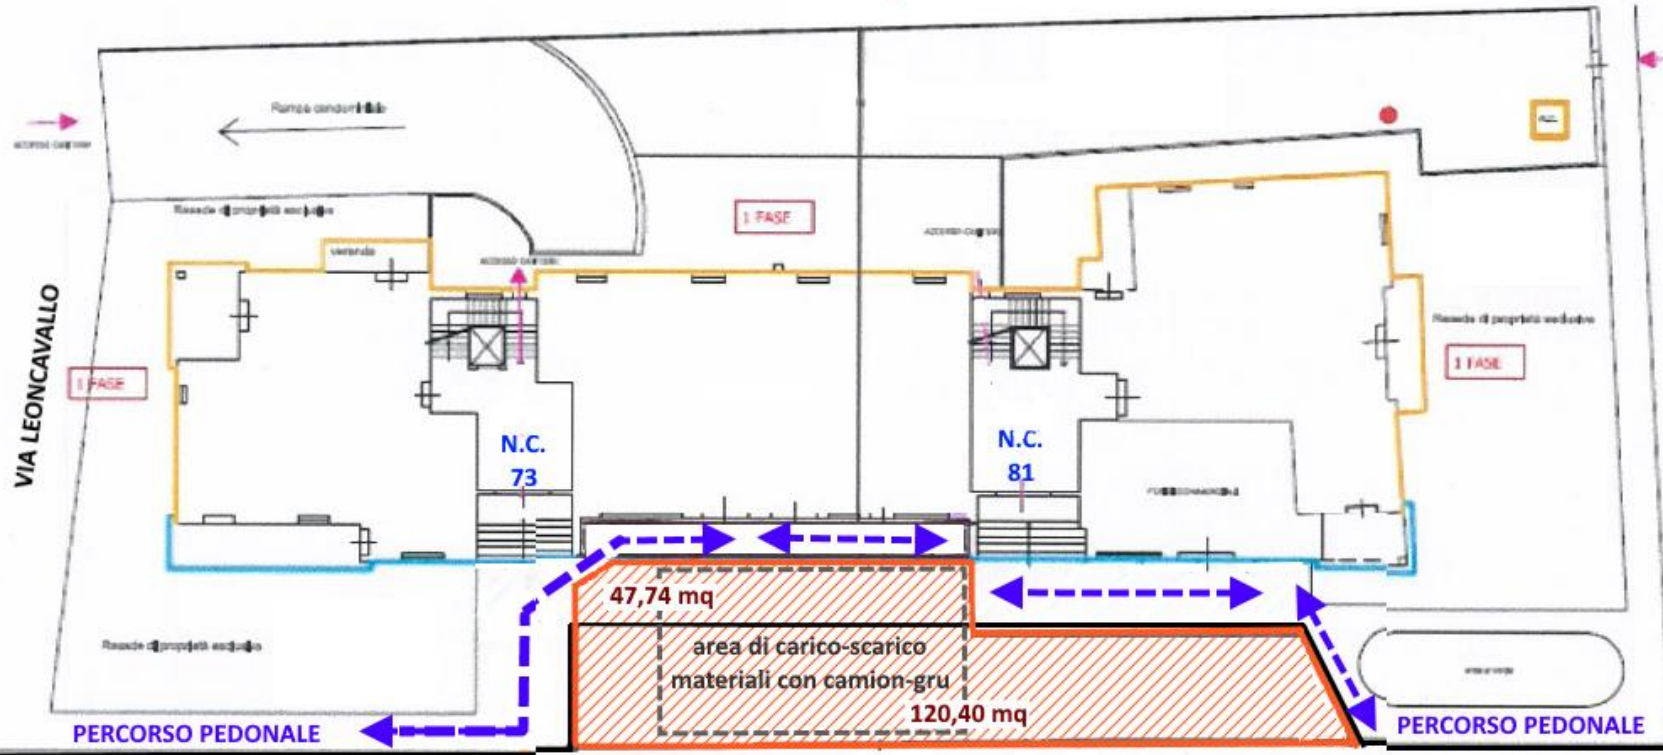 Rampa condominiale
Resede di proprietà esclusiva
veranda
1 FASE
Resede di proprietà esclusiva
1 FASE
1 FASE
VIA LEONCAVALLO
N.C.
73
N.C.
81
47,74 mq
area di carico-scarico
materiali con camion-gru
120,40 mq
Resede di proprietà esclusiva
PERCORSO PEDONALE
PERCORSO PEDONALE